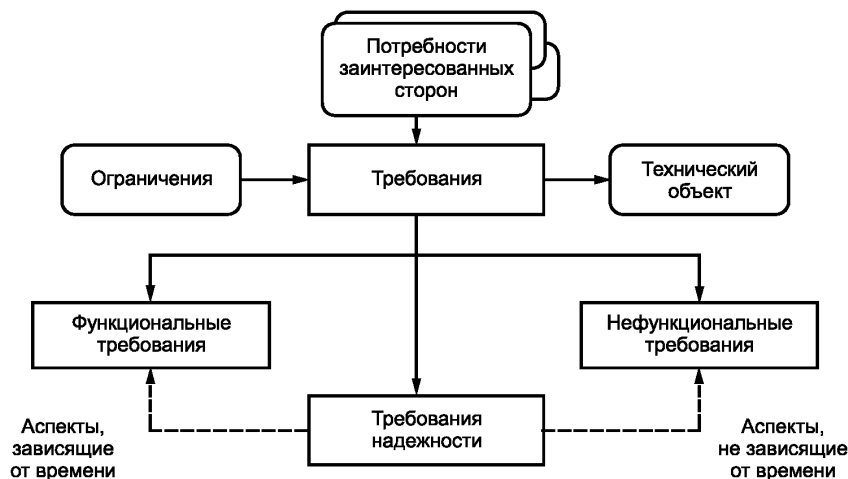 Потребности
заинтересованных
сторон
Ограничения
Требования
Технический
объект
Функциональные
требования
Нефункциональные
требования
Требования
надежности
Аспекты,
зависящие
от времени
Аспекты,
не зависящие
от времени